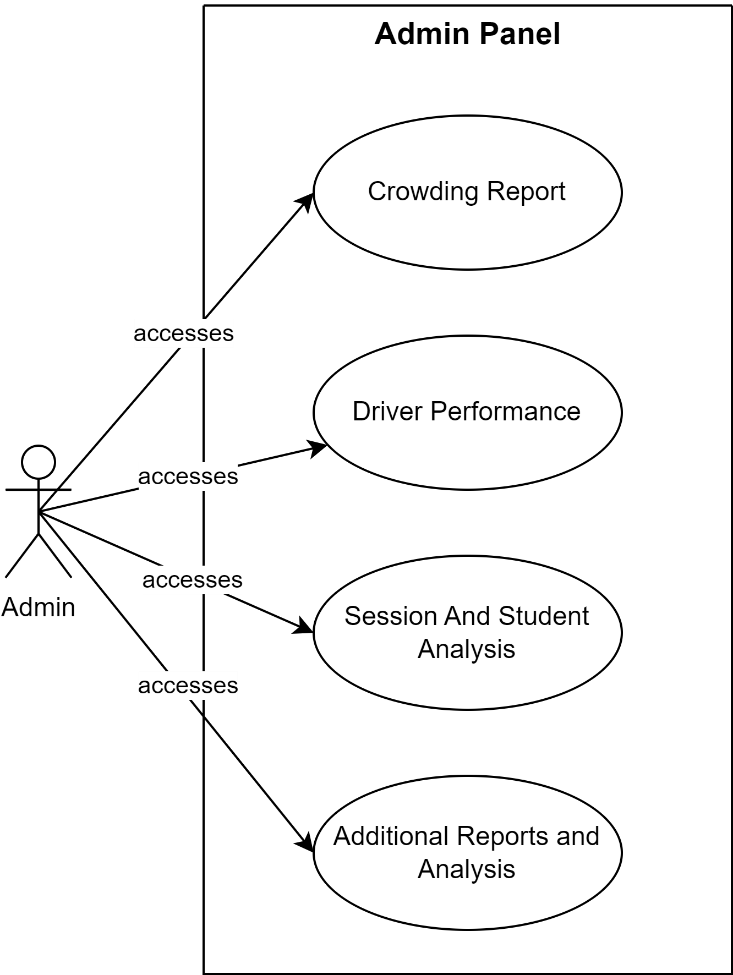 Admin Panel
Crowding Report
accesses
Driver Performance
accesses
accesses
Admin
Session And Student
Analysis
accesses
Additional Reports and
Analysis